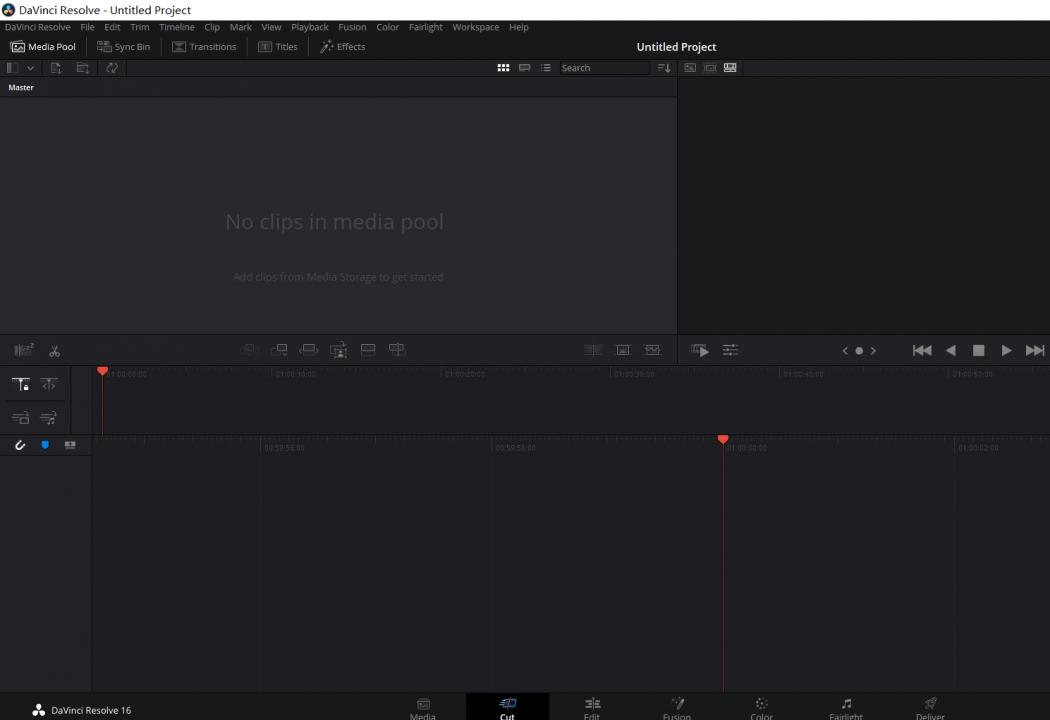 DaVinci Resolve - Untitled Project
DaVinci Resolve File Edit Trim Timeline Clip Mark View Playback Fusion Color Fairlight Workspace Help
Media Pool Sync Bin Transitions Titles Effects Untitled Project
Search
Master
No clips in media pool
Add clips from Media Storage to get started
01:00:00:00 01:00:10:00 01:00:20:00 01:00:30:00 01:00:40:00 01:00:50:00
00:59:56:00 00:59:58:00 01:00:00:00 01:00:02:00
DaVinci Resolve 16 Media Cut Edit Fusion Color Fairlight Deliver